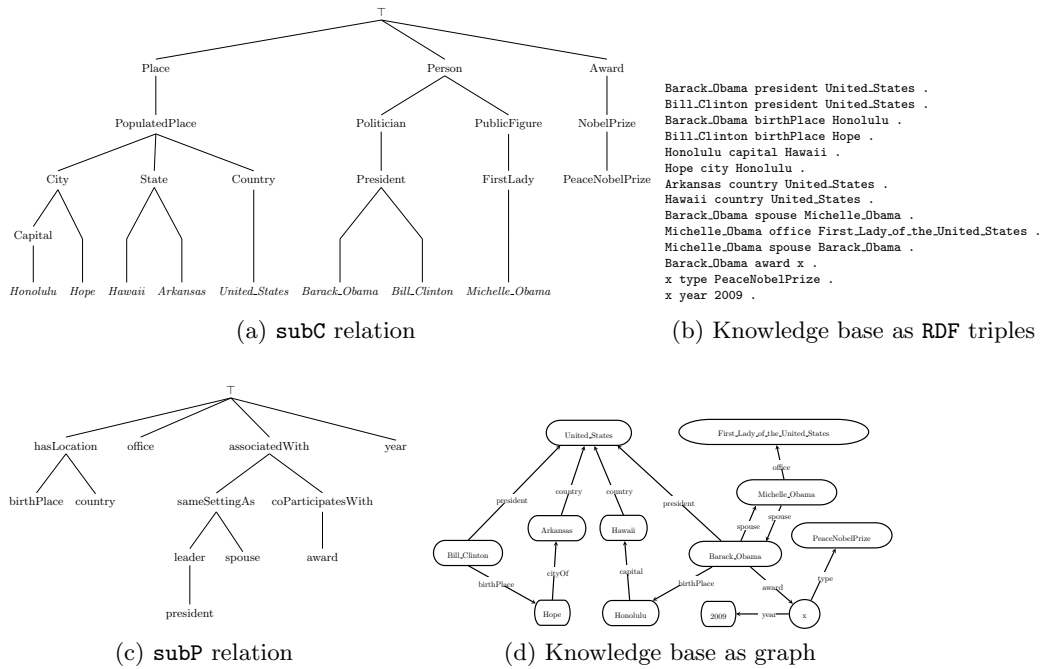 ⊤
Place Person Award
PopulatedPlace Politician PublicFigure NobelPrize
City State Country President FirstLady PeaceNobelPrize
Capital
Honolulu Hope Hawaii Arkansas United_States Barack_Obama Bill_Clinton Michelle_Obama
(a) subC relation
Barack_Obama president United_States .
Bill_Clinton president United_States .
Barack_Obama birthPlace Honolulu .
Bill_Clinton birthPlace Hope .
Honolulu capital Hawaii .
Hope city Honolulu .
Arkansas country United_States .
Hawaii country United_States .
Barack_Obama spouse Michelle_Obama .
Michelle_Obama office First_Lady_of_the_United_States .
Michelle_Obama spouse Barack_Obama .
Barack_Obama award x .
x type PeaceNobelPrize .
x year 2009 .
(b) Knowledge base as RDF triples
⊤
hasLocation office associatedWith year
birthPlace country sameSettingAs coParticipatesWith
leader spouse award
president
(c) subP relation
United_States First_Lady_of_the_United_States
office
president country country president Michelle_Obama
spouse spouse
Arkansas Hawaii PeaceNobelPrize
Bill_Clinton Barack_Obama
birthPlace cityOf capital birthPlace award type
Hope Honolulu 2009 year x
(d) Knowledge base as graph